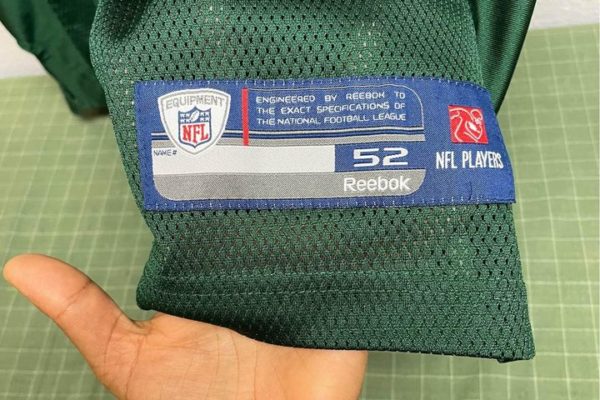 EQUIPMENT
NFL
ENGINEERED BY REEBOK TO
THE EXACT SPECIFICATIONS OF
THE NATIONAL FOOTBALL LEAGUE
NAME #
52
Reebok
NFL PLAYERS